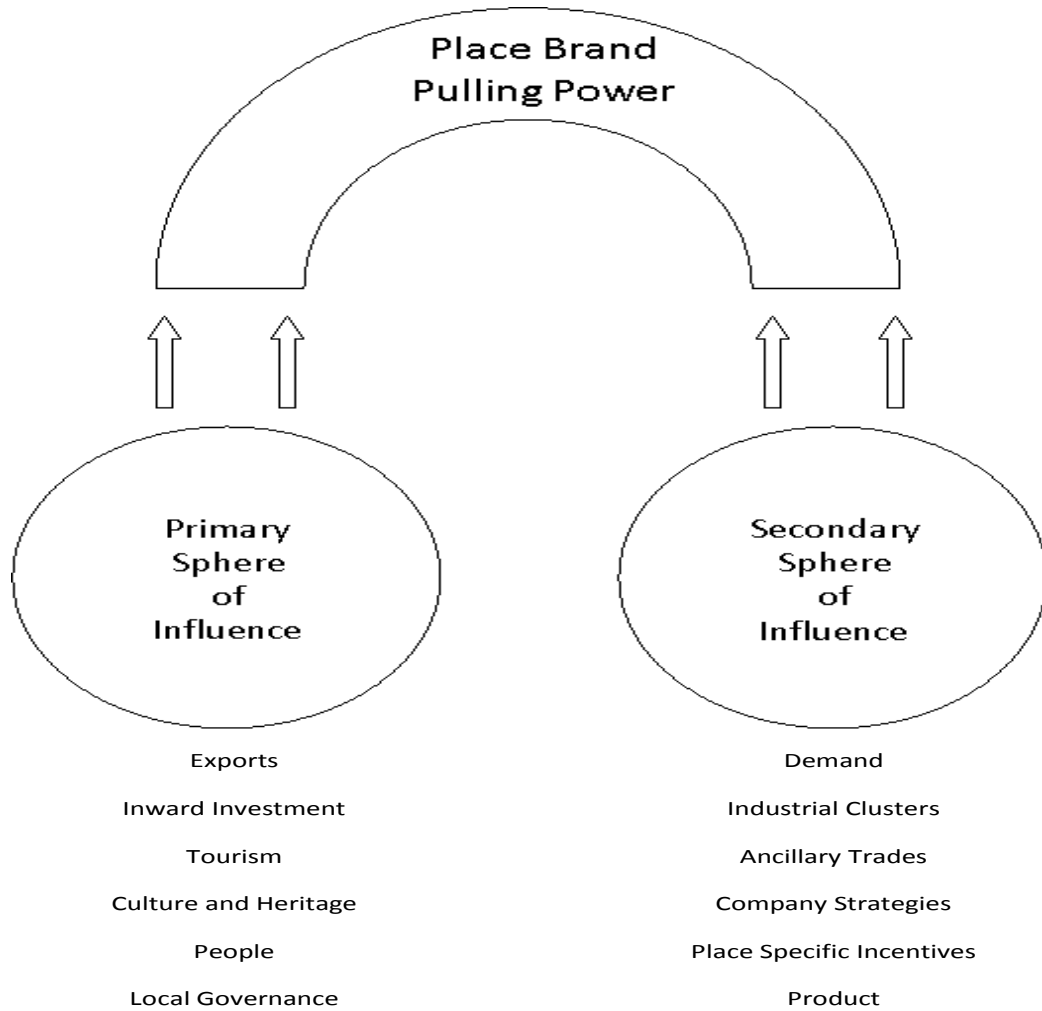 Place Brand
Pulling Power
Primary
Sphere
of
Influence
Secondary
Sphere
of
Influence
Exports
Inward Investment
Tourism
Culture and Heritage
People
Local Governance
Demand
Industrial Clusters
Ancillary Trades
Company Strategies
Place Specific Incentives
Product